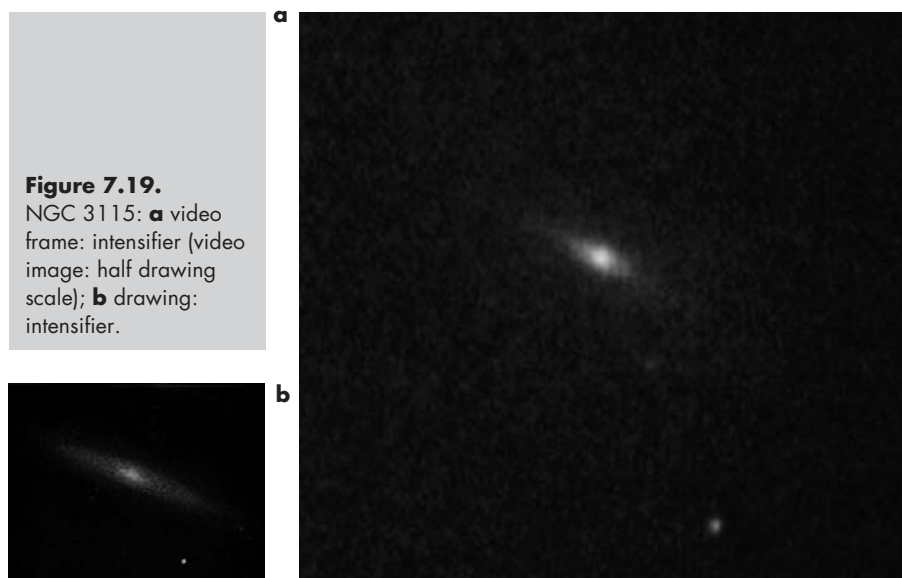 a
Figure 7.19.
NGC 3115: a video
frame: intensifier (video
image: half drawing
scale); b drawing:
intensifier.
b